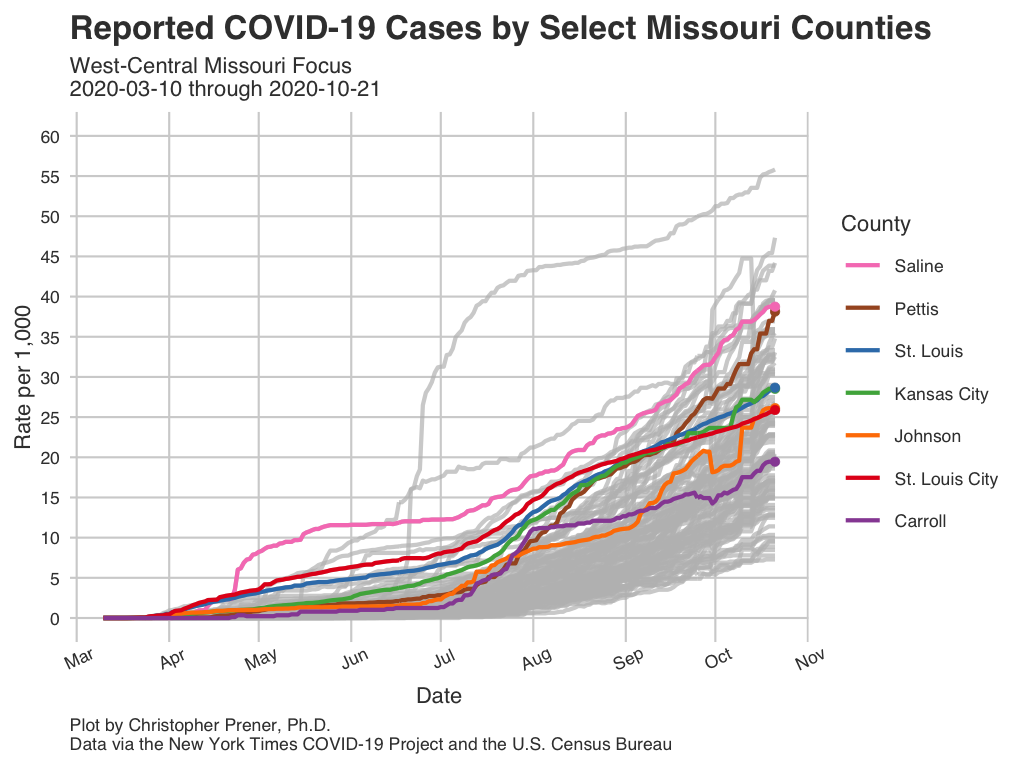 Reported COVID-19 Cases by Select Missouri Counties
West-Central Missouri Focus
2020-03-10 through 2020-10-21
60
55
50
45
40
35
30
25
20
15
10
5
0
Rate per 1,000
Mar Apr May Jun Jul Aug Sep Oct Nov
Date
County
Saline
Pettis
St. Louis
Kansas City
Johnson
St. Louis City
Carroll
Plot by Christopher Prener, Ph.D.
Data via the New York Times COVID-19 Project and the U.S. Census Bureau